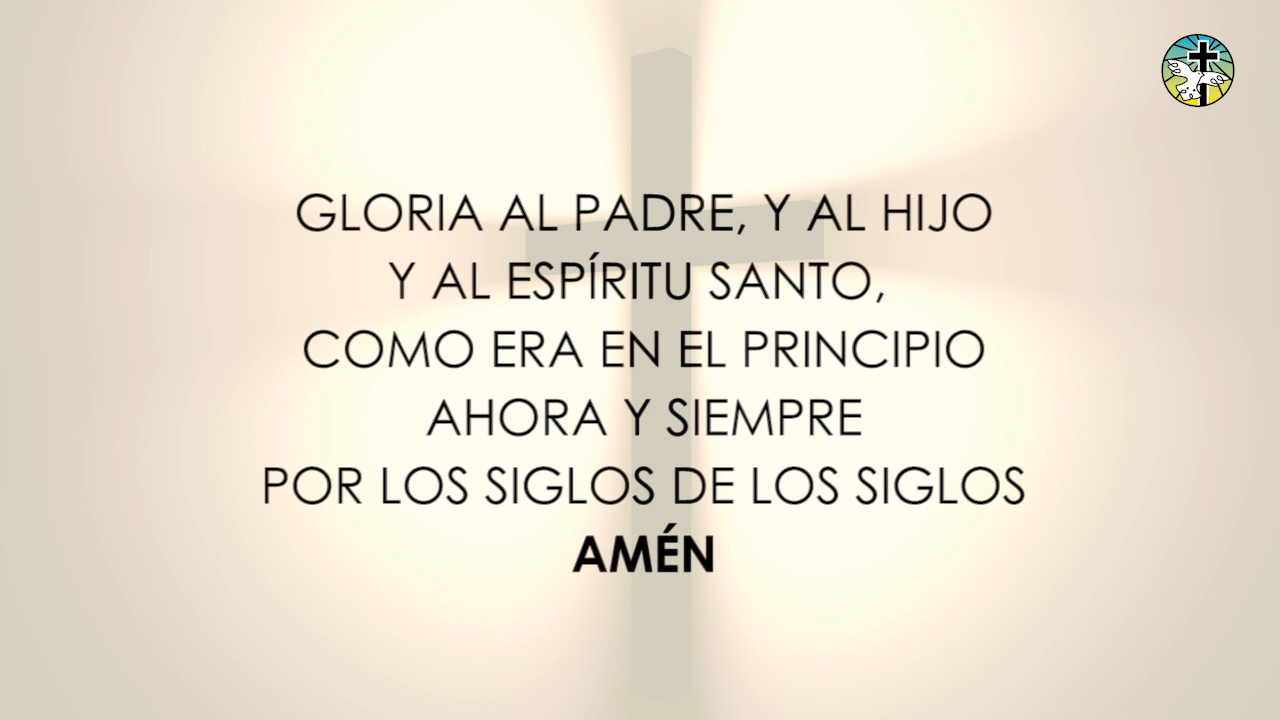 GLORIA AL PADRE, Y AL HIJO
Y AL ESPÍRITU SANTO,
COMO ERA EN EL PRINCIPIO
AHORA Y SIEMPRE
POR LOS SIGLOS DE LOS SIGLOS
AMÉN